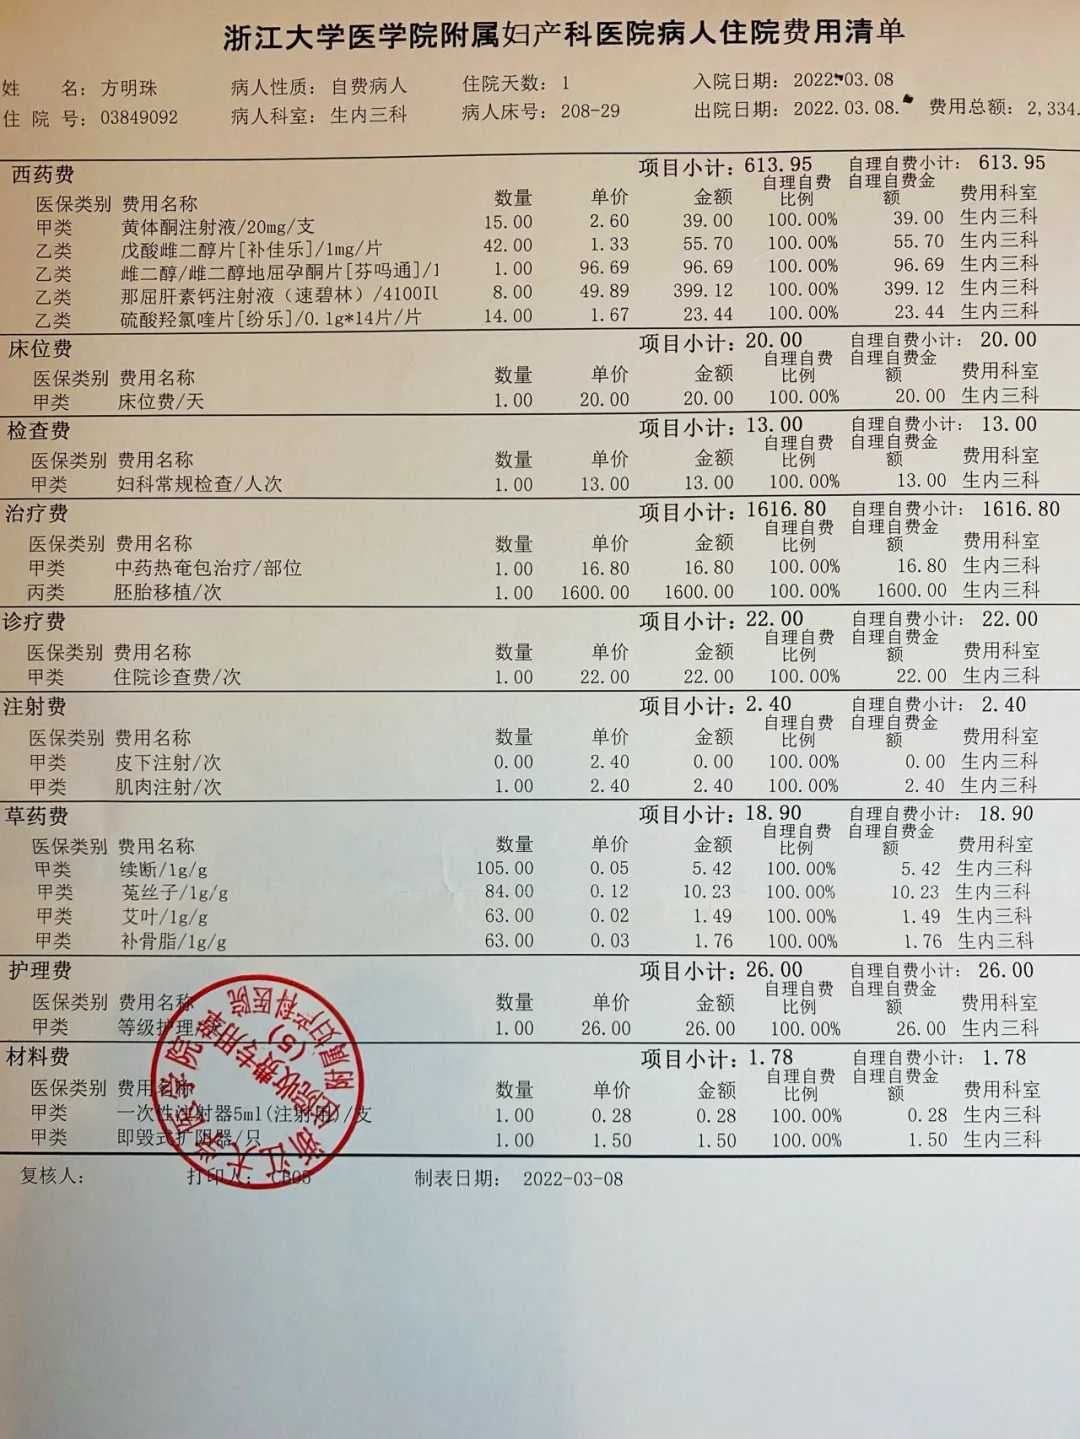 浙江大学医学院附属妇产科医院病人住院费用清单
姓 名: 方明珠 病人性质: 自费病人 住院天数: 1 入院日期: 2022.03.08
住 院 号: 03849092 病人科室: 生内三科 病人床号: 208-29 出院日期: 2022.03.08. 费用总额: 2,334.
西药费 项目小计: 613.95 自理自费小计: 613.95
医保类别 费用名称 数量 单价 金额 自理自费比例 自理自费金额 费用科室
甲类 黄体酮注射液/20mg/支 15.00 2.60 39.00 100.00% 39.00 生内三科
乙类 戊酸雌二醇片[补佳乐]/1mg/片 42.00 1.33 55.70 100.00% 55.70 生内三科
乙类 雌二醇/雌二醇地屈孕酮片[芬吗通]/1 1.00 96.69 96.69 100.00% 96.69 生内三科
乙类 那屈肝素钙注射液（速碧林）/4100IU 8.00 49.89 399.12 100.00% 399.12 生内三科
乙类 硫酸羟氯喹片[纷乐]/0.1g*14片/片 14.00 1.67 23.44 100.00% 23.44 生内三科
床位费 项目小计: 20.00 自理自费小计: 20.00
医保类别 费用名称 数量 单价 金额 自理自费比例 自理自费金额 费用科室
甲类 床位费/天 1.00 20.00 20.00 100.00% 20.00 生内三科
检查费 项目小计: 13.00 自理自费小计: 13.00
医保类别 费用名称 数量 单价 金额 自理自费比例 自理自费金额 费用科室
甲类 妇科常规检查/人次 1.00 13.00 13.00 100.00% 13.00 生内三科
治疗费 项目小计: 1616.80 自理自费小计: 1616.80
医保类别 费用名称 数量 单价 金额 自理自费比例 自理自费金额 费用科室
甲类 中药热奄包治疗/部位 1.00 16.80 16.80 100.00% 16.80 生内三科
丙类 胚胎移植/次 1.00 1600.00 1600.00 100.00% 1600.00 生内三科
诊疗费 项目小计: 22.00 自理自费小计: 22.00
医保类别 费用名称 数量 单价 金额 自理自费比例 自理自费金额 费用科室
甲类 住院诊查费/次 1.00 22.00 22.00 100.00% 22.00 生内三科
注射费 项目小计: 2.40 自理自费小计: 2.40
医保类别 费用名称 数量 单价 金额 自理自费比例 自理自费金额 费用科室
甲类 皮下注射/次 0.00 2.40 0.00 100.00% 0.00 生内三科
甲类 肌肉注射/次 1.00 2.40 2.40 100.00% 2.40 生内三科
草药费 项目小计: 18.90 自理自费小计: 18.90
医保类别 费用名称 数量 单价 金额 自理自费比例 自理自费金额 费用科室
甲类 续断/1g/g 105.00 0.05 5.42 100.00% 5.42 生内三科
甲类 菟丝子/1g/g 84.00 0.12 10.23 100.00% 10.23 生内三科
甲类 艾叶/1g/g 63.00 0.02 1.49 100.00% 1.49 生内三科
甲类 补骨脂/1g/g 63.00 0.03 1.76 100.00% 1.76 生内三科
护理费 项目小计: 26.00 自理自费小计: 26.00
医保类别 费用名称 数量 单价 金额 自理自费比例 自理自费金额 费用科室
甲类 等级护理 1.00 26.00 26.00 100.00% 26.00 生内三科
材料费 项目小计: 1.78 自理自费小计: 1.78
医保类别 费用名称 数量 单价 金额 自理自费比例 自理自费金额 费用科室
甲类 一次性注射器5ml(注射用)/支 1.00 0.28 0.28 100.00% 0.28 生内三科
甲类 即毁式扩阴器/只 1.00 1.50 1.50 100.00% 1.50 生内三科
复核人: 打印人: CB05 制表日期: 2022-03-08
浙江大学医学院附属妇产科医院
住院收费专用章
(5)